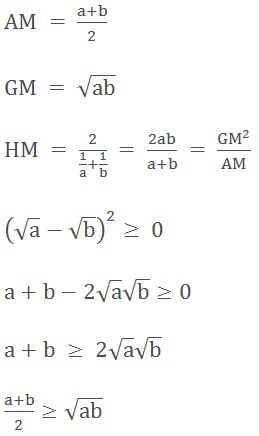 AM = (a+b)/2
GM = √(ab)
HM = 2/(1/a + 1/b) = 2ab/(a+b) = GM²/AM
(√a − √b)² ≥ 0
a + b − 2√a√b ≥ 0
a + b ≥ 2√a√b
(a+b)/2 ≥ √(ab)